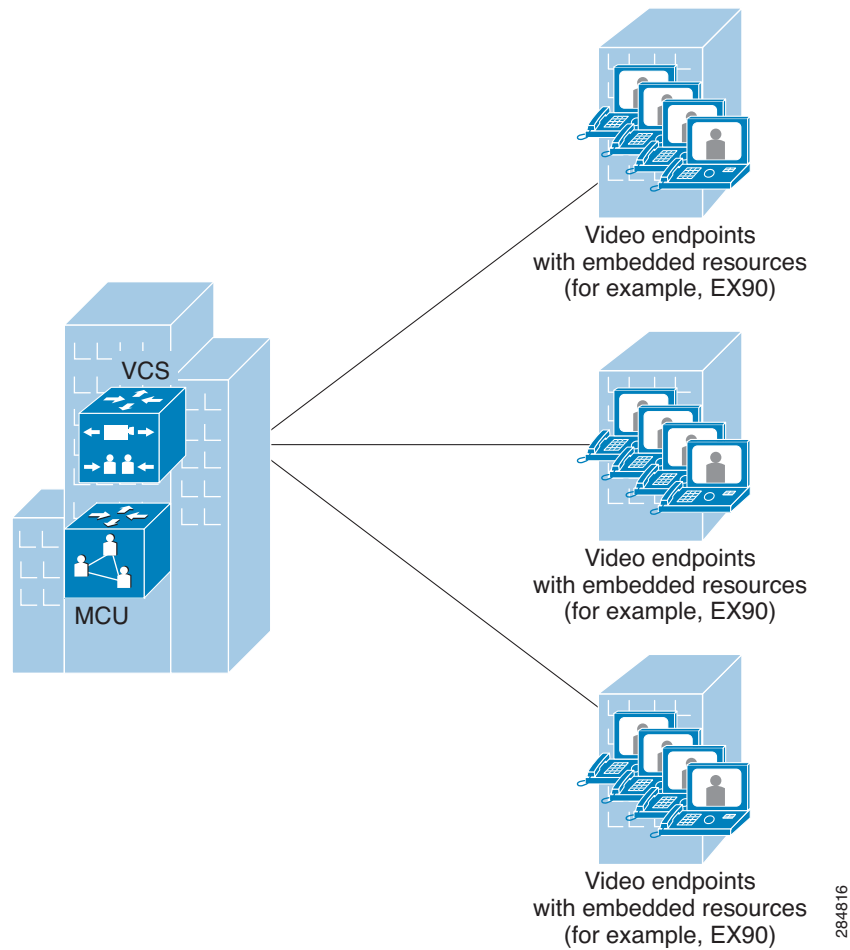 Video endpoints
with embedded resources
(for example, EX90)
VCS
MCU
Video endpoints
with embedded resources
(for example, EX90)
Video endpoints
with embedded resources
(for example, EX90)
284816